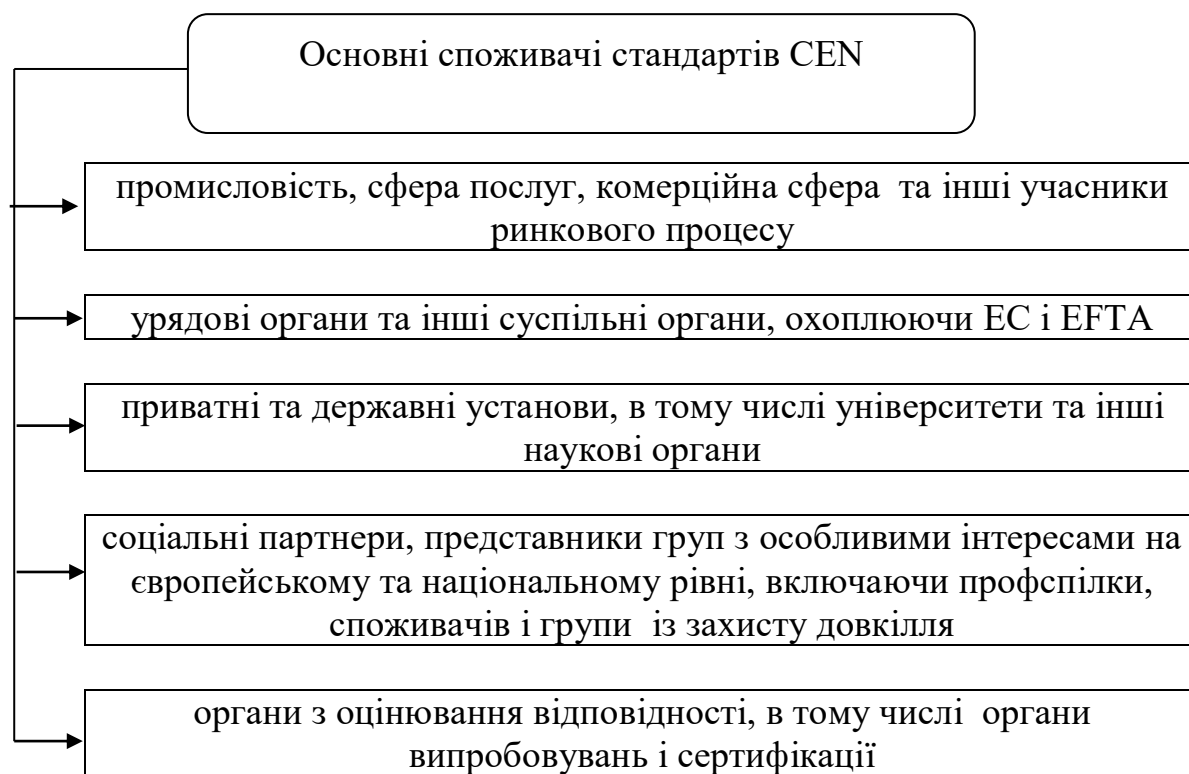 Основні споживачі стандартів CEN
промисловість, сфера послуг, комерційна сфера та інші учасники
ринкового процесу
урядові органи та інші суспільні органи, охоплюючи ЕС і EFTA
приватні та державні установи, в тому числі університети та інші
наукові органи
соціальні партнери, представники груп з особливими інтересами на
європейському та національному рівні, включаючи профспілки,
споживачів і групи із захисту довкілля
органи з оцінювання відповідності, в тому числі органи
випробовувань і сертифікації